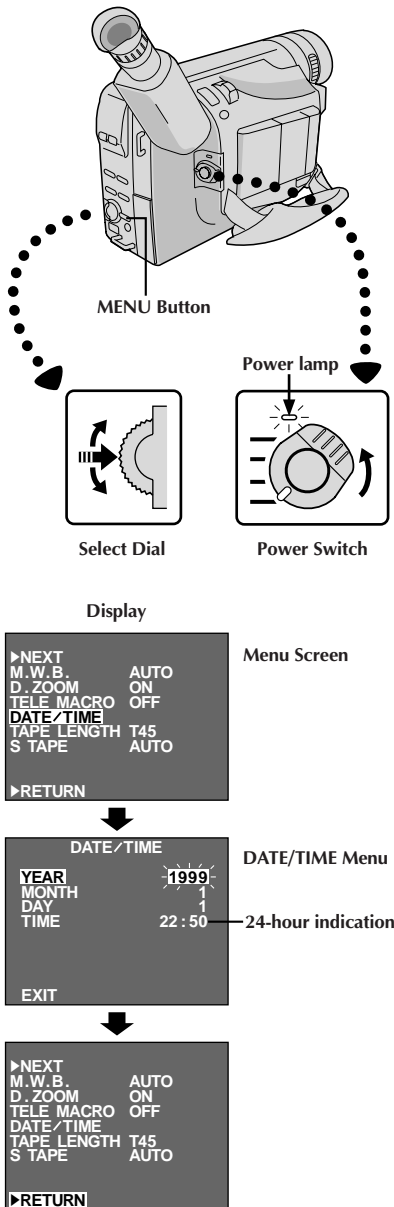 MENU Button
Power lamp
Select Dial
Power Switch
Display
▶NEXT
M.W.B. AUTO
D.ZOOM ON
TELE MACRO OFF
DATE/TIME
TAPE LENGTH T45
S TAPE AUTO
▶RETURN
Menu Screen
DATE/TIME
YEAR 1999
MONTH 1
DAY 1
TIME 22:50
EXIT
DATE/TIME Menu
24-hour indication
▶NEXT
M.W.B. AUTO
D.ZOOM ON
TELE MACRO OFF
DATE/TIME
TAPE LENGTH T45
S TAPE AUTO
▶RETURN